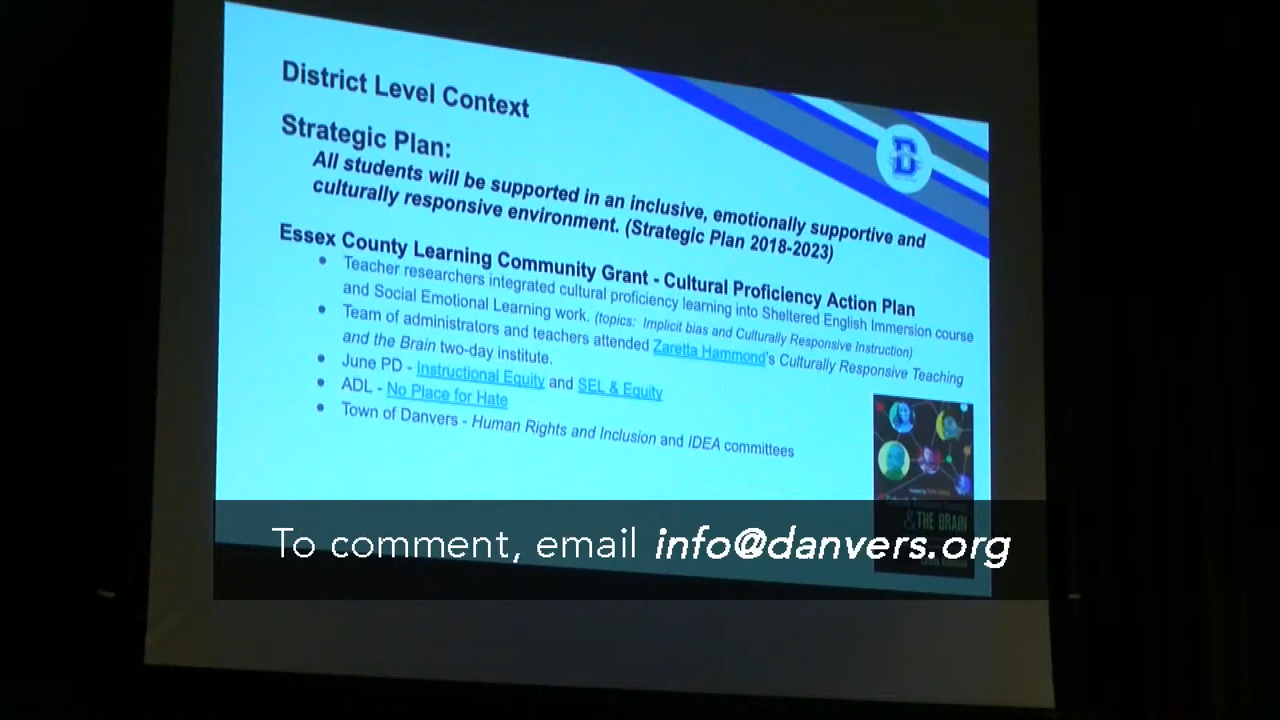 District Level Context
Strategic Plan:
All students will be supported in an inclusive, emotionally supportive and
culturally responsive environment. (Strategic Plan 2018-2023)
Essex County Learning Community Grant - Cultural Proficiency Action Plan
● Teacher researchers integrated cultural proficiency learning into Sheltered English Immersion course
and Social Emotional Learning work. (topics: Implicit bias and Culturally Responsive Instruction)
● Team of administrators and teachers attended Zaretta Hammond's Culturally Responsive Teaching
and the Brain two-day institute.
● June PD - Instructional Equity and SEL & Equity
● ADL - No Place for Hate
● Town of Danvers - Human Rights and Inclusion and IDEA committees
D
& THE BRAIN
To comment, email info@danvers.org